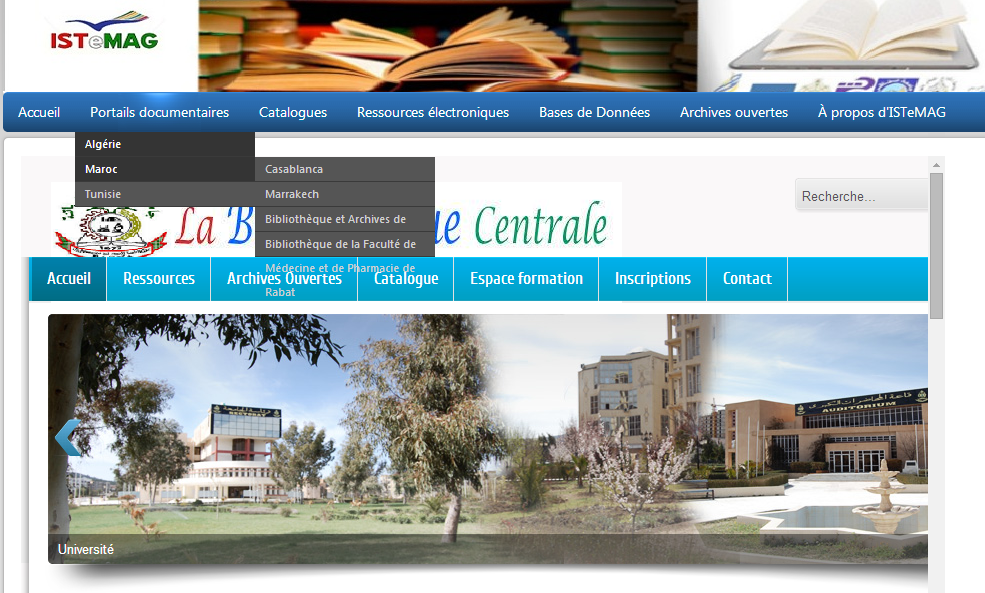 ISTeMAG
Accueil Portails documentaires Catalogues Ressources électroniques Bases de Données Archives ouvertes À propos d'ISTeMAG
Algérie
Maroc
Tunisie
Casablanca
Marrakech
Bibliothèque et Archives de
Bibliothèque de la Faculté de
Médecine et de Pharmacie de
Rabat
Recherche...
La B ue Centrale
Accueil Ressources Archives Ouvertes Catalogue Espace formation Inscriptions Contact
RECTORAT
AUDITORIUM
Université